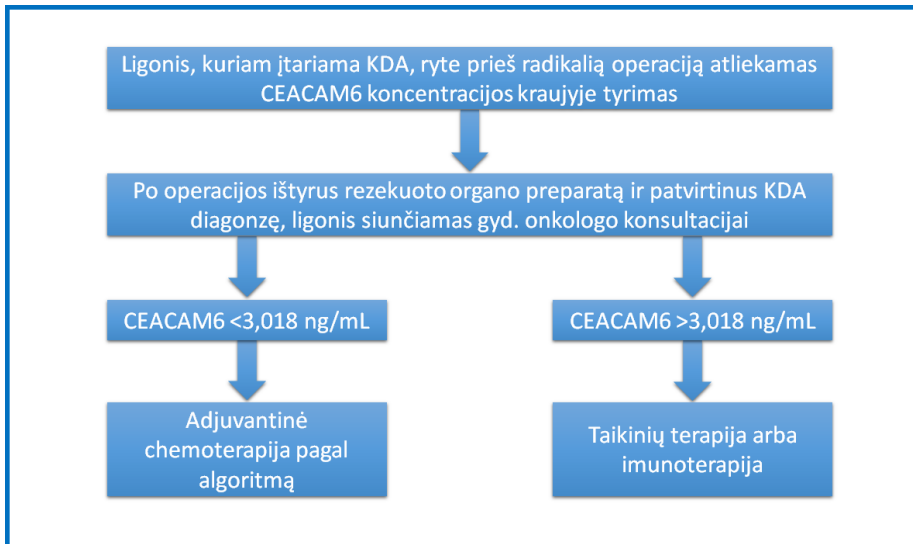 Ligonis, kuriam įtariama KDA, ryte prieš radikalią operaciją atliekamas
CEACAM6 koncentracijos kraujyje tyrimas
Po operacijos ištyrus rezekuoto organo preparatą ir patvirtinus KDA
diagonzę, ligonis siunčiamas gyd. onkologo konsultacijai
CEACAM6 <3,018 ng/mL
CEACAM6 >3,018 ng/mL
Adjuvantinė
chemoterapija pagal
algoritmą
Taikinių terapija arba
imunoterapija